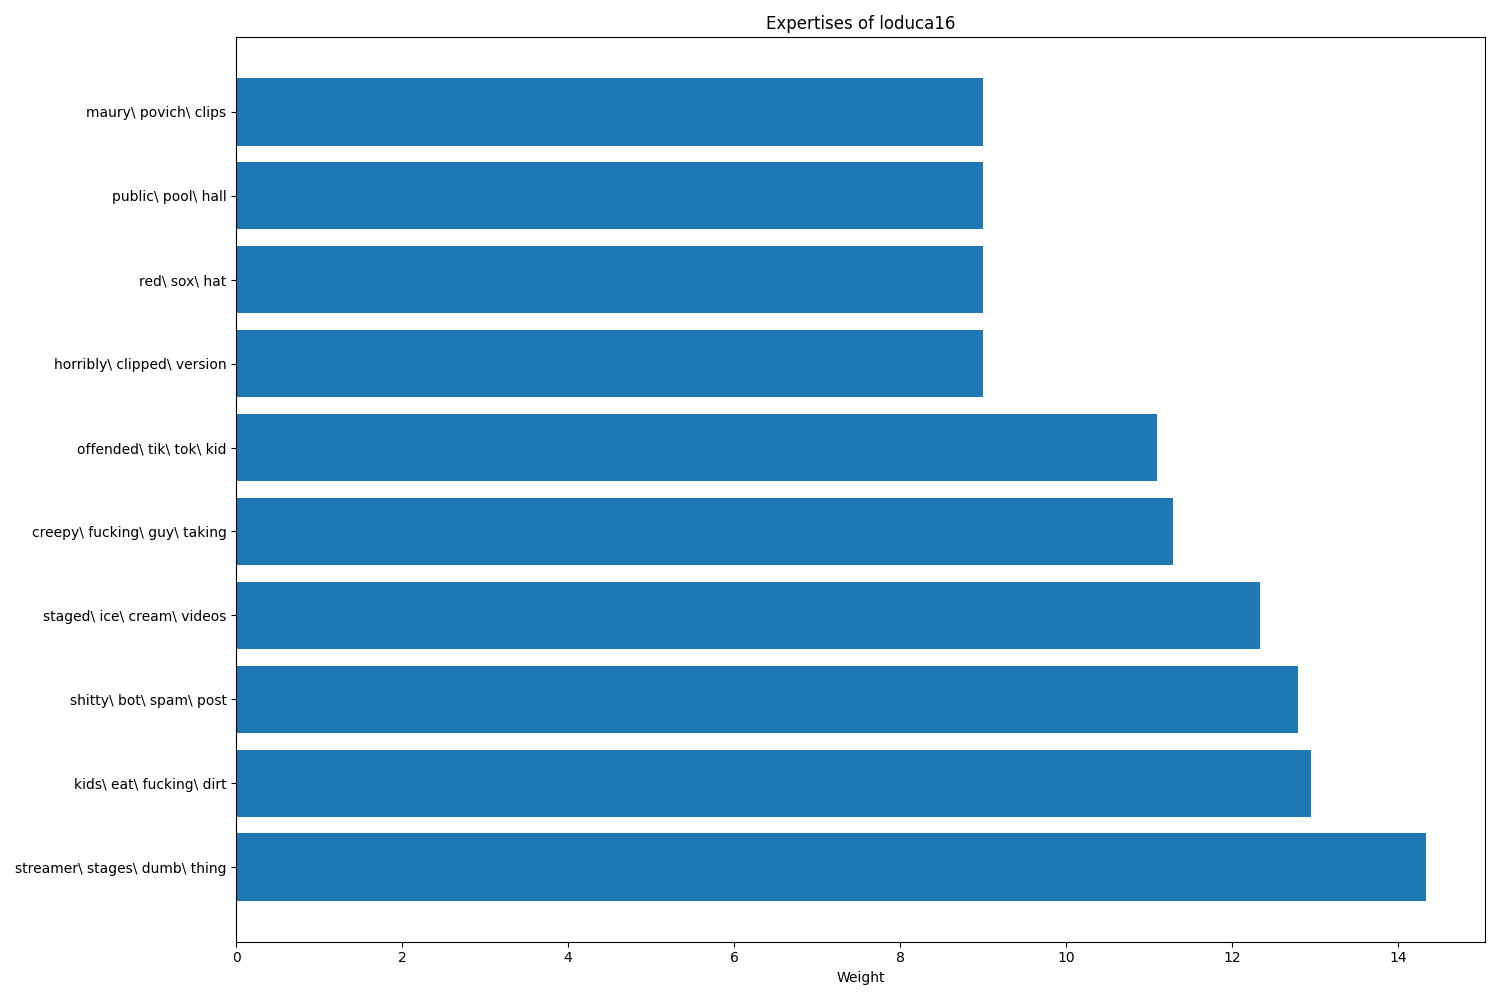 Expertises of loduca16
maury\ povich\ clips
public\ pool\ hall
red\ sox\ hat
horribly\ clipped\ version
offended\ tik\ tok\ kid
creepy\ fucking\ guy\ taking
staged\ ice\ cream\ videos
shitty\ bot\ spam\ post
kids\ eat\ fucking\ dirt
streamer\ stages\ dumb\ thing
0 2 4 6 8 10 12 14
Weight